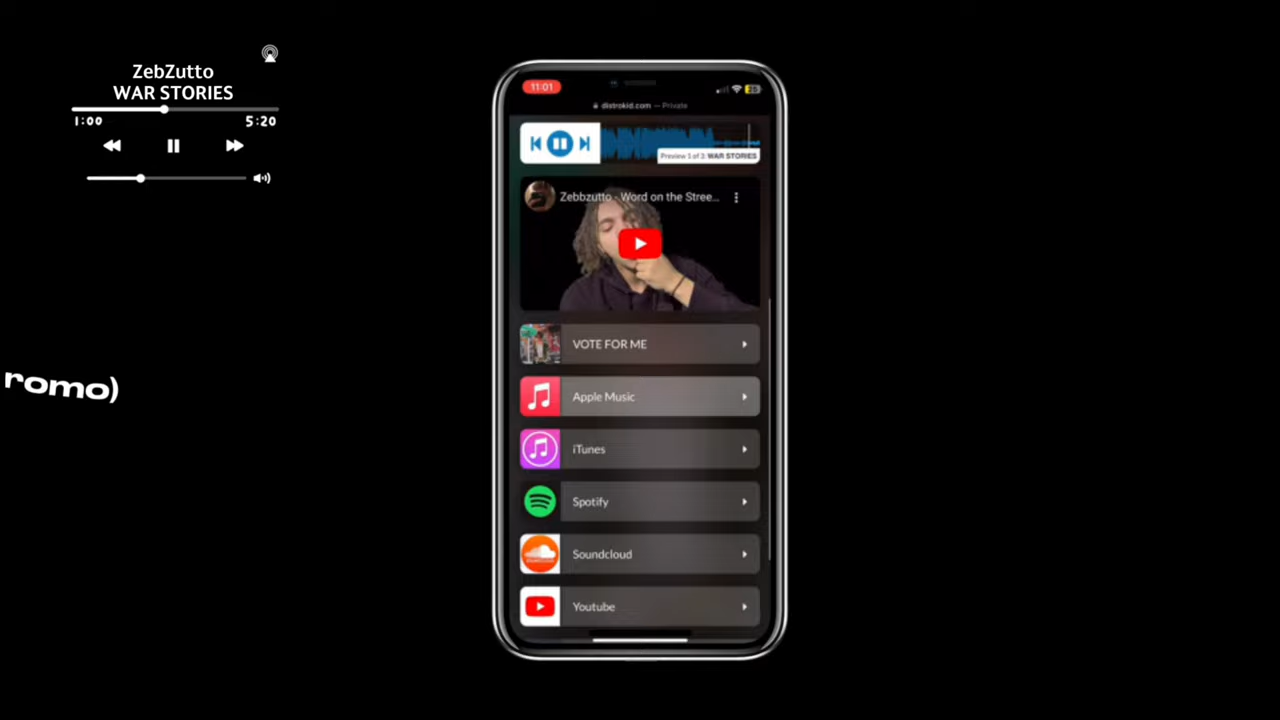 ZebZutto
WAR STORIES
1:00 5:20
romo)
11:01
25
distrokid.com — Private
Preview 1 of 3: WAR STORIES
Zebbzutto - Word on the Stree...
VOTE FOR ME
Apple Music
iTunes
Spotify
Soundcloud
Youtube